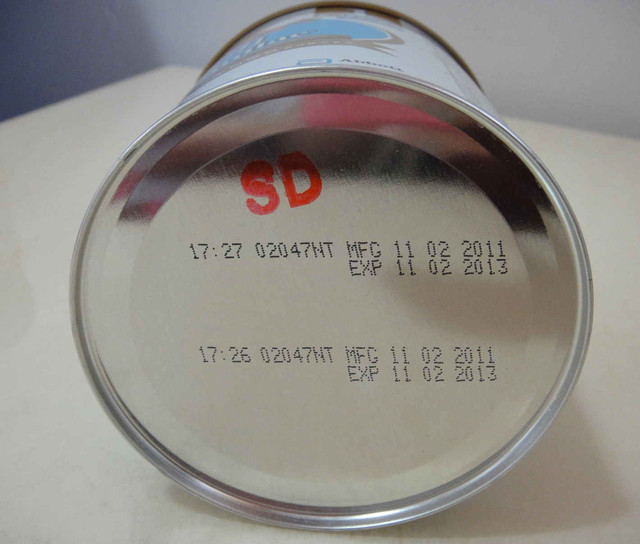 Abbott
SD
17:27 02047NT MFG 11 02 2011
EXP 11 02 2013
17:26 02047NT MFG 11 02 2011
EXP 11 02 2013